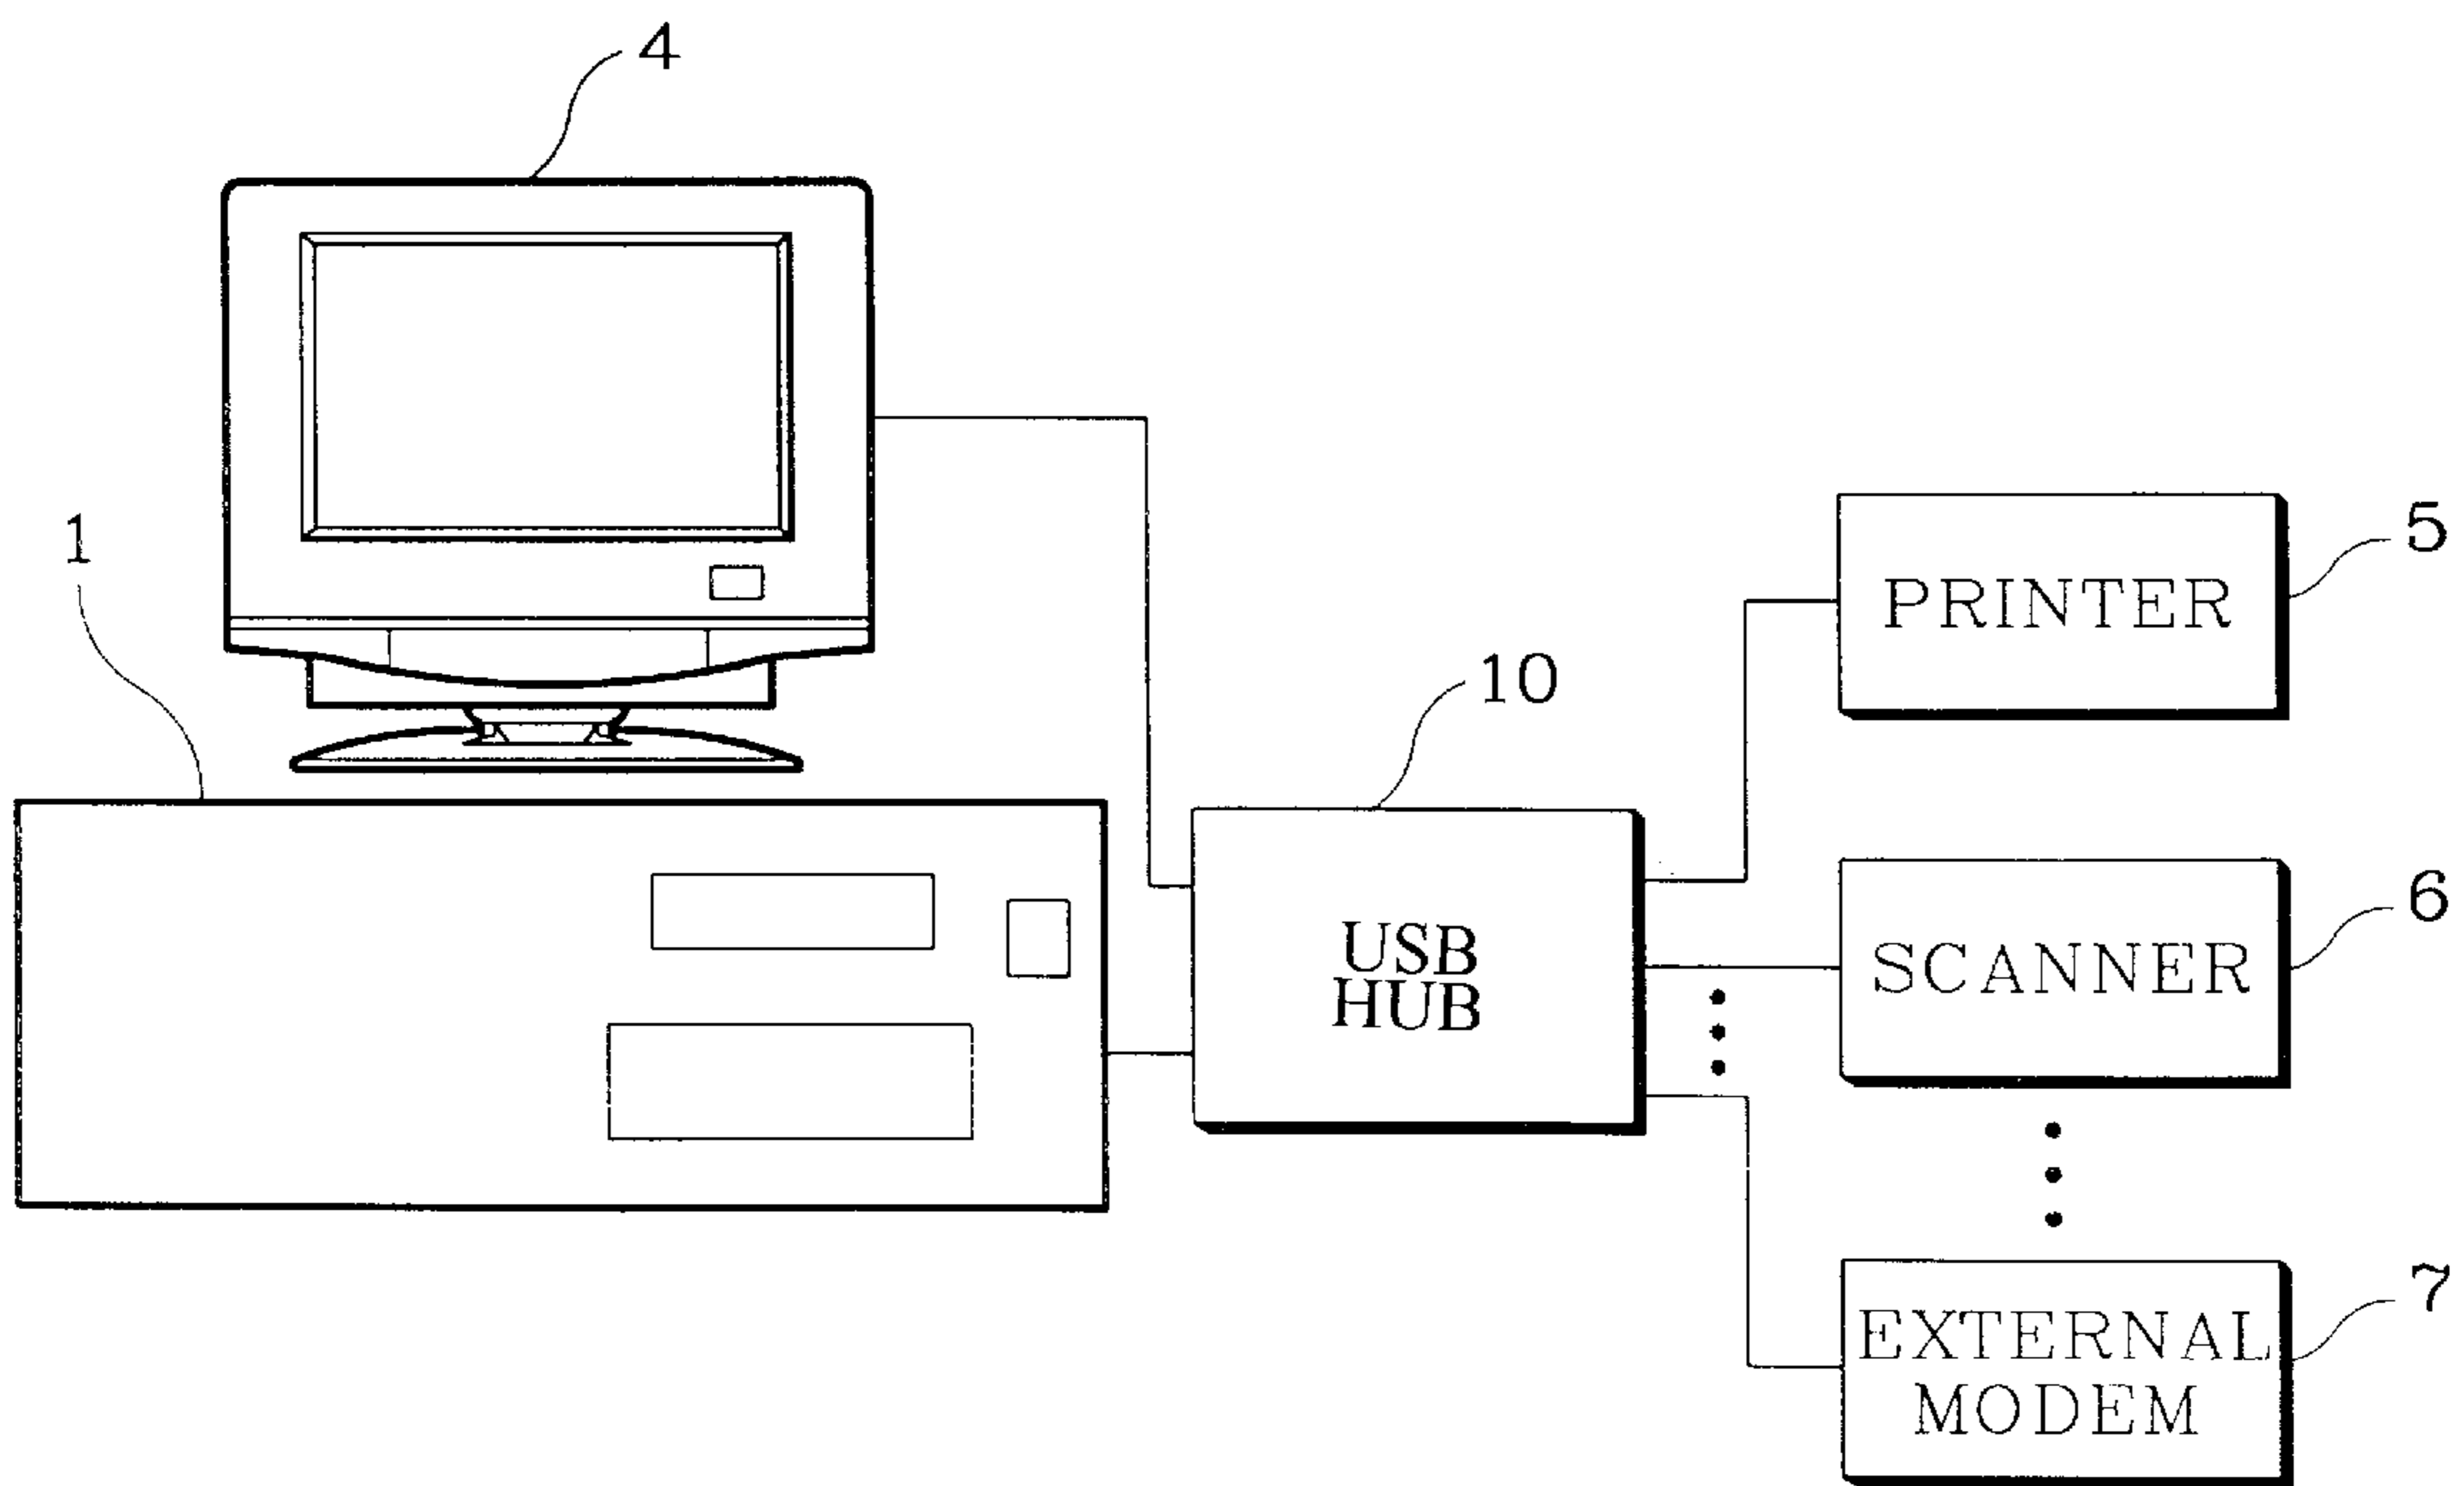 4
1
5
PRINTER
10
6
USB
HUB
SCANNER
7
EXTERNAL
MODEM